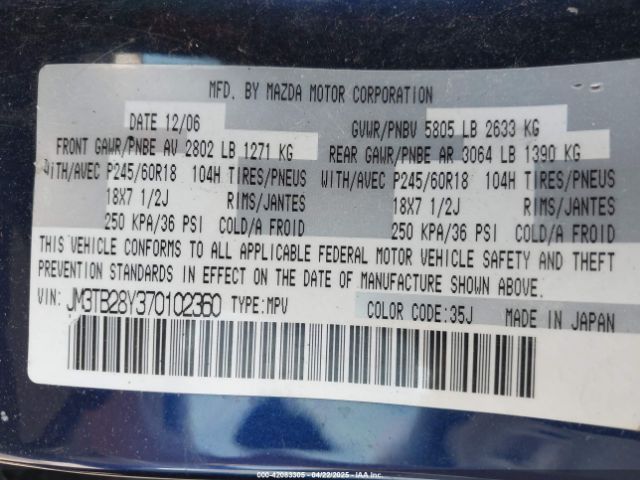 MFD. BY MAZDA MOTOR CORPORATION
DATE 12/06 GVWR/PNBV 5805 LB 2633 KG
FRONT GAWR/PNBE AV 2802 LB 1271 KG REAR GAWR/PNBE AR 3064 LB 1390 KG
WITH/AVEC P245/60R18 104H TIRES/PNEUS WITH/AVEC P245/60R18 104H TIRES/PNEUS
18X7 1/2J RIMS/JANTES 18X7 1/2J RIMS/JANTES
250 KPA/36 PSI COLD/A FROID 250 KPA/36 PSI COLD/A FROID
THIS VEHICLE CONFORMS TO ALL APPLICABLE FEDERAL MOTOR VEHICLE SAFETY AND THEFT
PREVENTION STANDARDS IN EFFECT ON THE DATE OF MANUFACTURE SHOWN ABOVE.
VIN: JM3TB28Y370102360 TYPE:MPV COLOR CODE:35J MADE IN JAPAN
000-42083305 04/22/2025 IAA Inc.